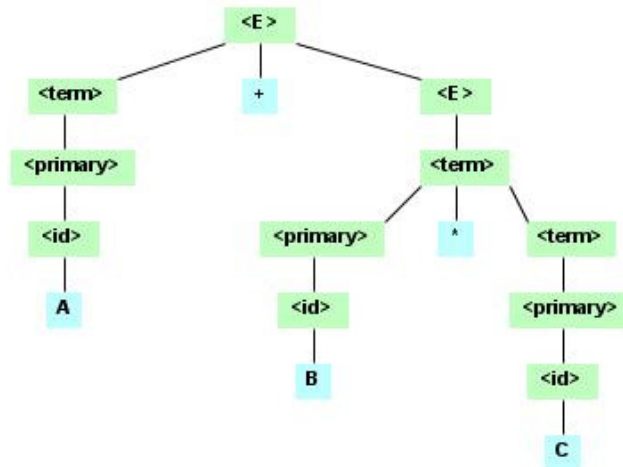 <E>
<term> + <E>
<primary> <term>
<id> <primary> * <term>
A <id> <primary>
B <id>
C